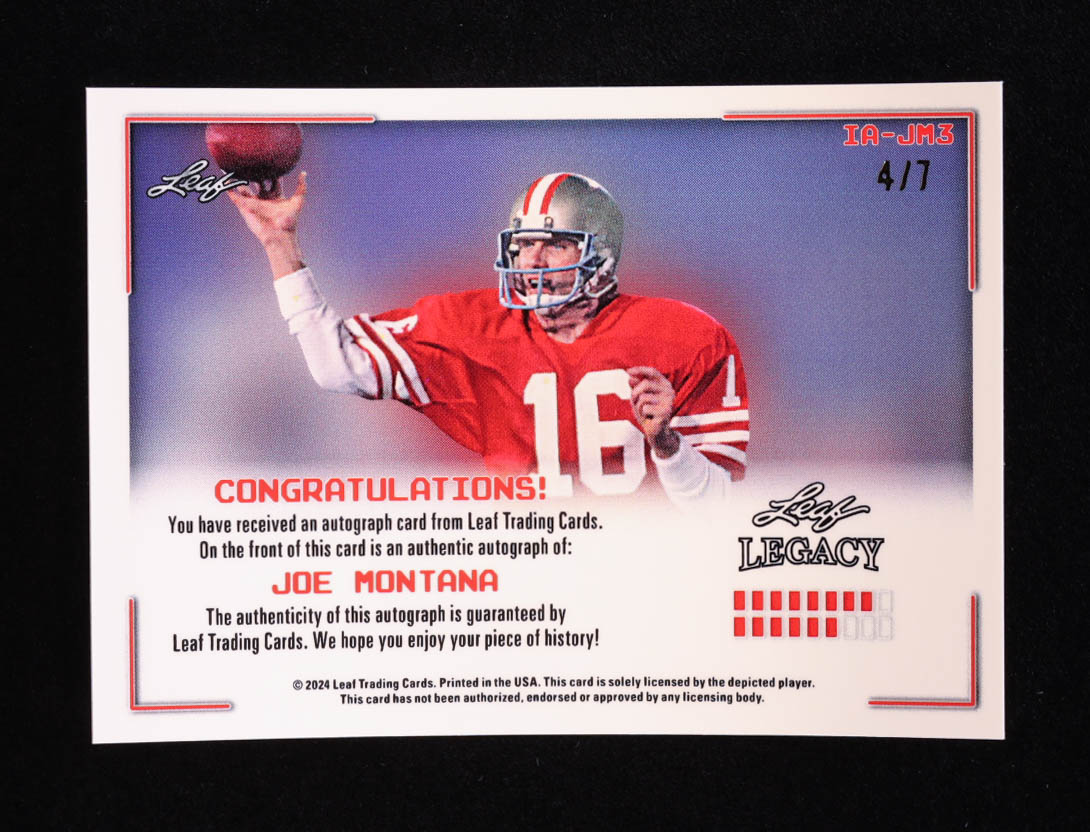 IA-JM3
Leaf
4/7
16
1
CONGRATULATIONS!
You have received an autograph card from Leaf Trading Cards.
On the front of this card is an authentic autograph of:
JOE MONTANA
The authenticity of this autograph is guaranteed by
Leaf Trading Cards. We hope you enjoy your piece of history!
Leaf
LEGACY
© 2024 Leaf Trading Cards. Printed in the USA. This card is solely licensed by the depicted player.
This card has not been authorized, endorsed or approved by any licensing body.